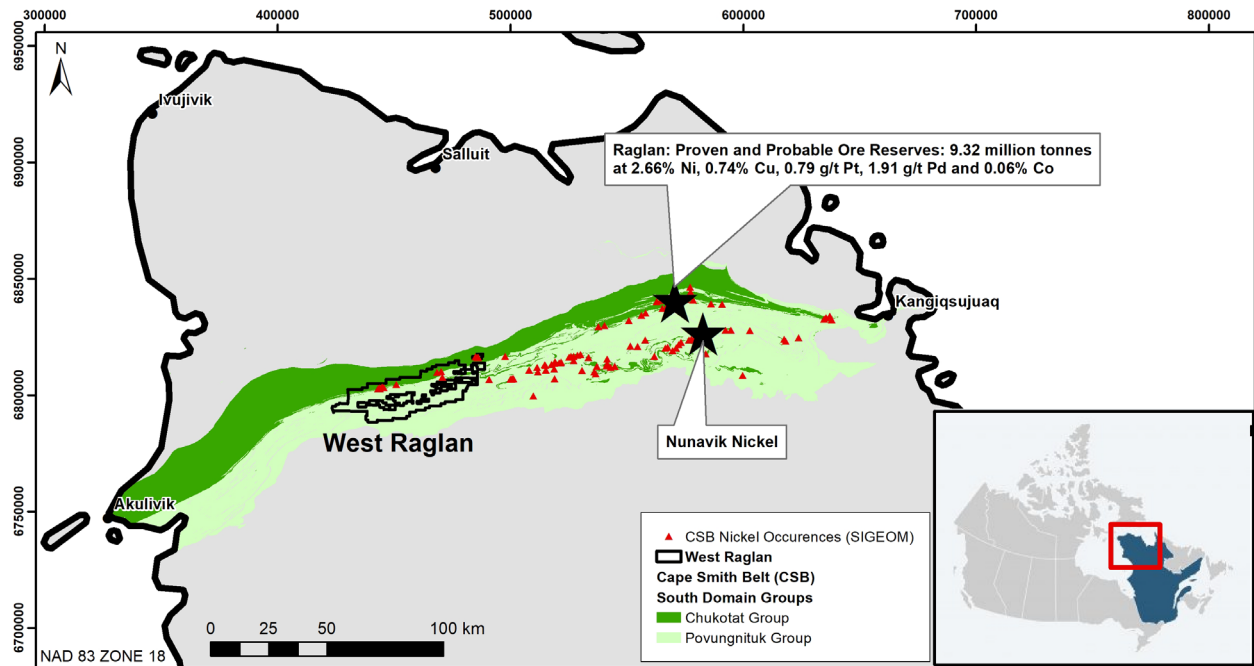 300000 400000 500000 600000 700000 800000
6950000
N
Ivujivik
6900000
Salluit
Raglan: Proven and Probable Ore Reserves: 9.32 million tonnes
at 2.66% Ni, 0.74% Cu, 0.79 g/t Pt, 1.91 g/t Pd and 0.06% Co
6850000
Kangiqsujuaq
6800000
West Raglan
Nunavik Nickel
6750000
Akulivik
CSB Nickel Occurences (SIGEOM)
West Raglan
Cape Smith Belt (CSB)
South Domain Groups
Chukotat Group
Povungnituk Group
6700000
0 25 50 100 km
NAD 83 ZONE 18